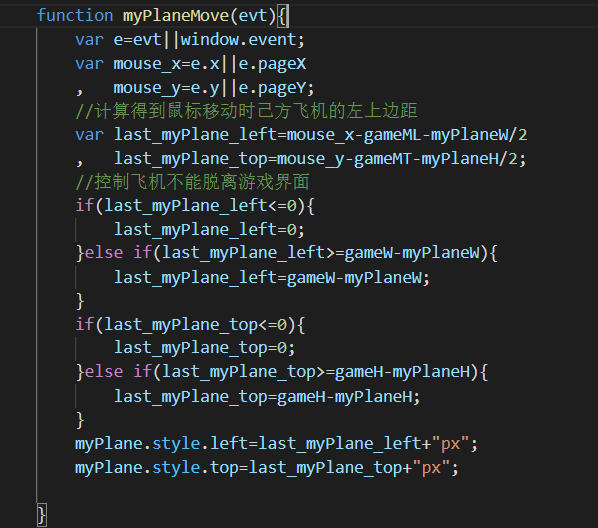 function myPlaneMove(evt){
    var e=evt||window.event;
    var mouse_x=e.x||e.pageX
    ,   mouse_y=e.y||e.pageY;
    //计算得到鼠标移动时己方飞机的左上边距
    var last_myPlane_left=mouse_x-gameML-myPlaneW/2
    ,   last_myPlane_top=mouse_y-gameMT-myPlaneH/2;
    //控制飞机不能脱离游戏界面
    if(last_myPlane_left<=0){
        last_myPlane_left=0;
    }else if(last_myPlane_left>=gameW-myPlaneW){
        last_myPlane_left=gameW-myPlaneW;
    }
    if(last_myPlane_top<=0){
        last_myPlane_top=0;
    }else if(last_myPlane_top>=gameH-myPlaneH){
        last_myPlane_top=gameH-myPlaneH;
    }
    myPlane.style.left=last_myPlane_left+"px";
    myPlane.style.top=last_myPlane_top+"px";
}